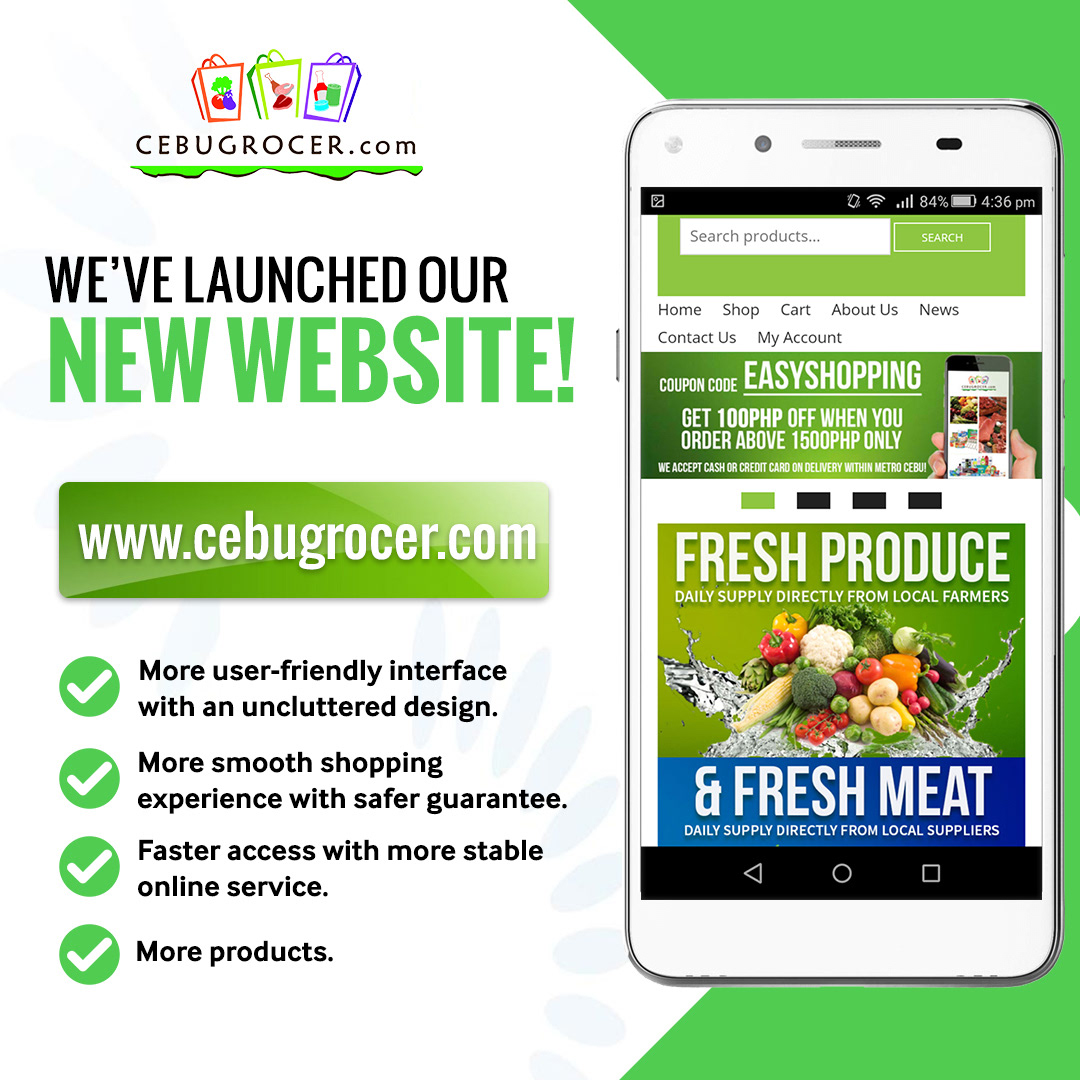 CEBUGROCER.com
WE'VE LAUNCHED OUR
NEW WEBSITE!
www.cebugrocer.com
More user-friendly interface
with an uncluttered design.
More smooth shopping
experience with safer guarantee.
Faster access with more stable
online service.
More products.
84% 4:36 pm
Search products... SEARCH
Home Shop Cart About Us News
Contact Us My Account
COUPON CODE EASYSHOPPING
GET 100PHP OFF WHEN YOU
ORDER ABOVE 1500PHP ONLY
WE ACCEPT CASH OR CREDIT CARD ON DELIVERY WITHIN METRO CEBU!
FRESH PRODUCE
DAILY SUPPLY DIRECTLY FROM LOCAL FARMERS
& FRESH MEAT
DAILY SUPPLY DIRECTLY FROM LOCAL SUPPLIERS